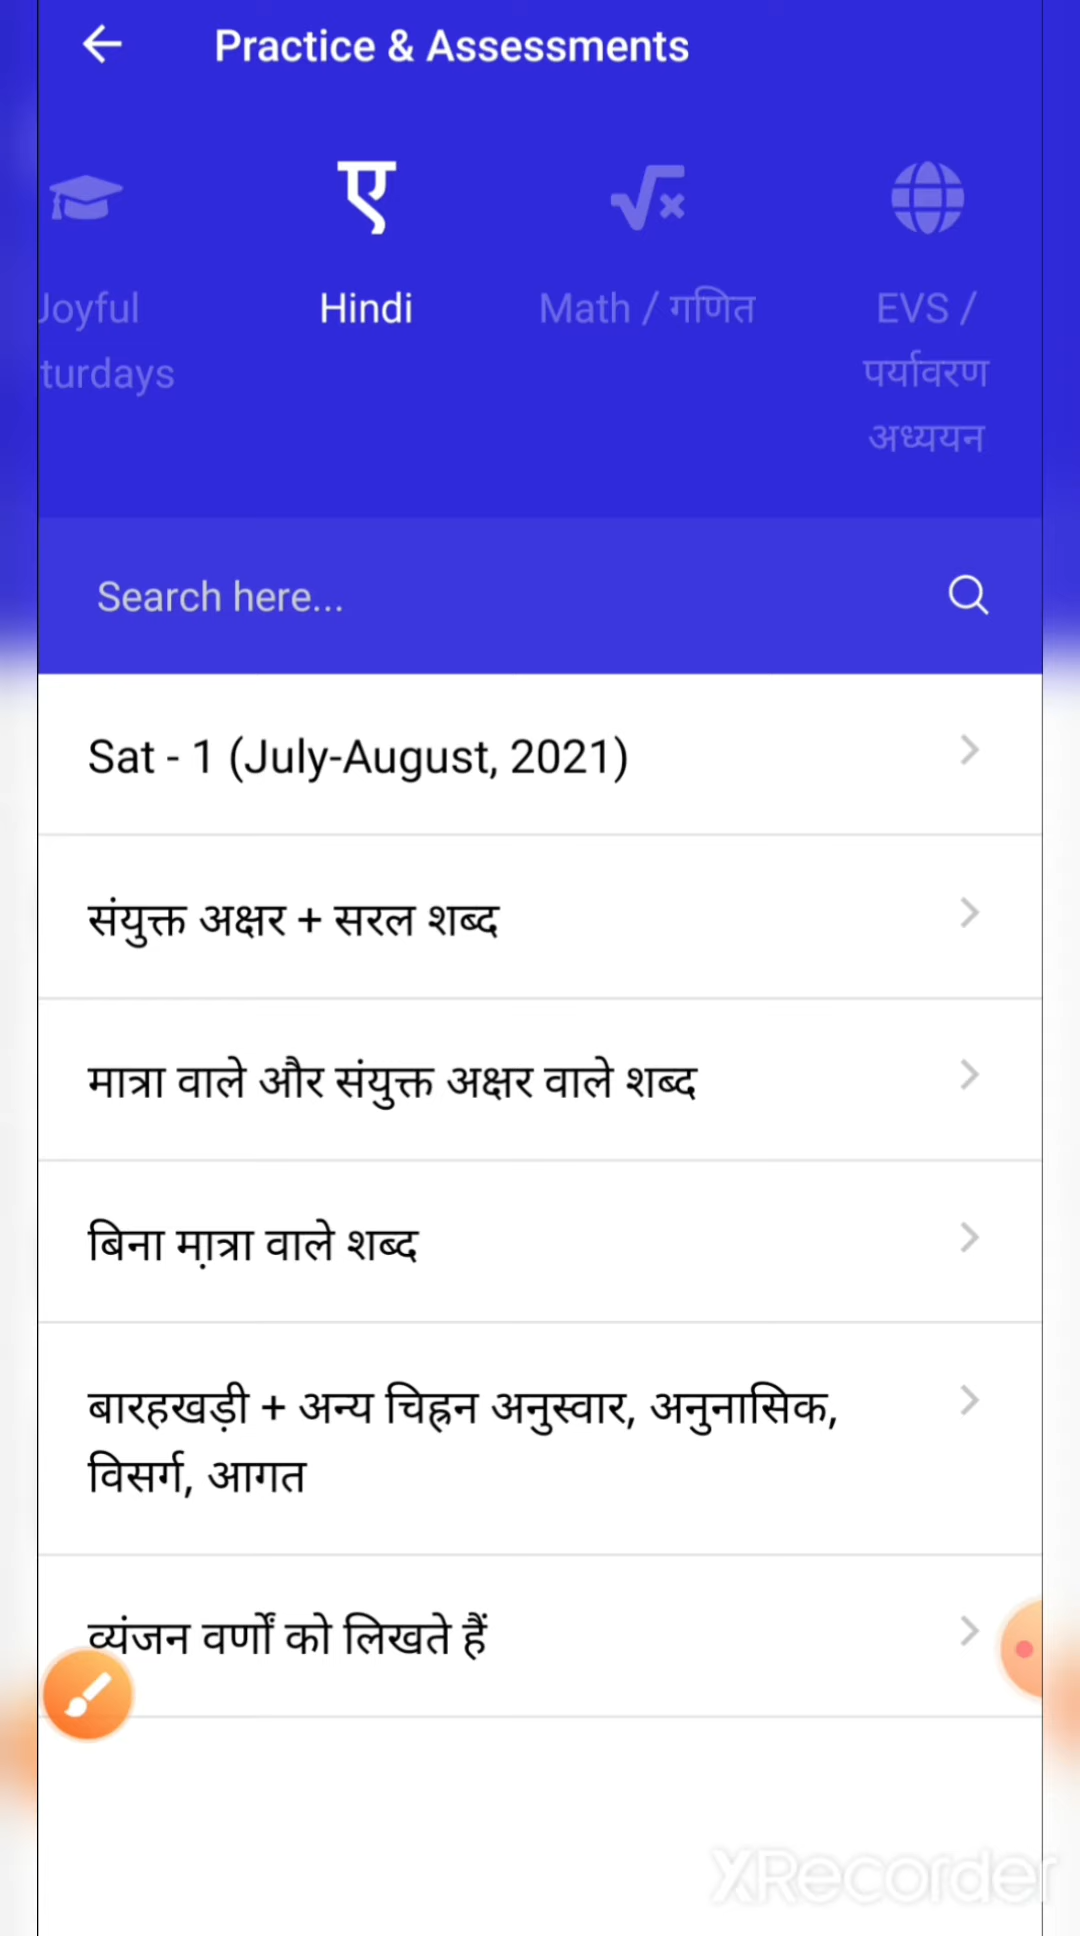 Practice & Assessments
ए
Joyful
turdays
Hindi
Math / गणित
EVS /
पर्यावरण
अध्ययन
Search here...
Sat - 1 (July-August, 2021)
संयुक्त अक्षर + सरल शब्द
मात्रा वाले और संयुक्त अक्षर वाले शब्द
बिना मा़त्रा वाले शब्द
बारहखड़ी + अन्य चिह्रन अनुस्वार, अनुनासिक,
विसर्ग, आगत
व्यंजन वर्णों को लिखते हैं
XRecorder